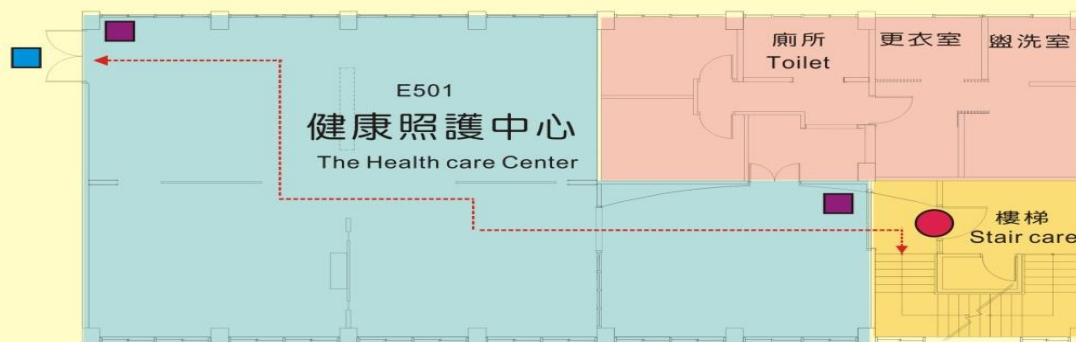 E501
健康照護中心
The Health care Center
廁所
Toilet
更衣室
盥洗室
樓梯
Stair care